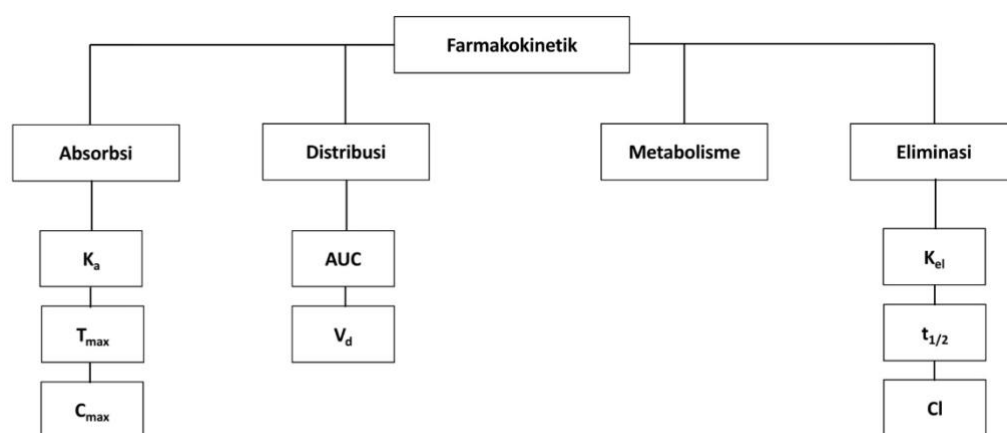 Farmakokinetik
Absorbsi
Distribusi
Metabolisme
Eliminasi
Ka
AUC
Kel
Tmax
Vd
t1/2
Cmax
Cl